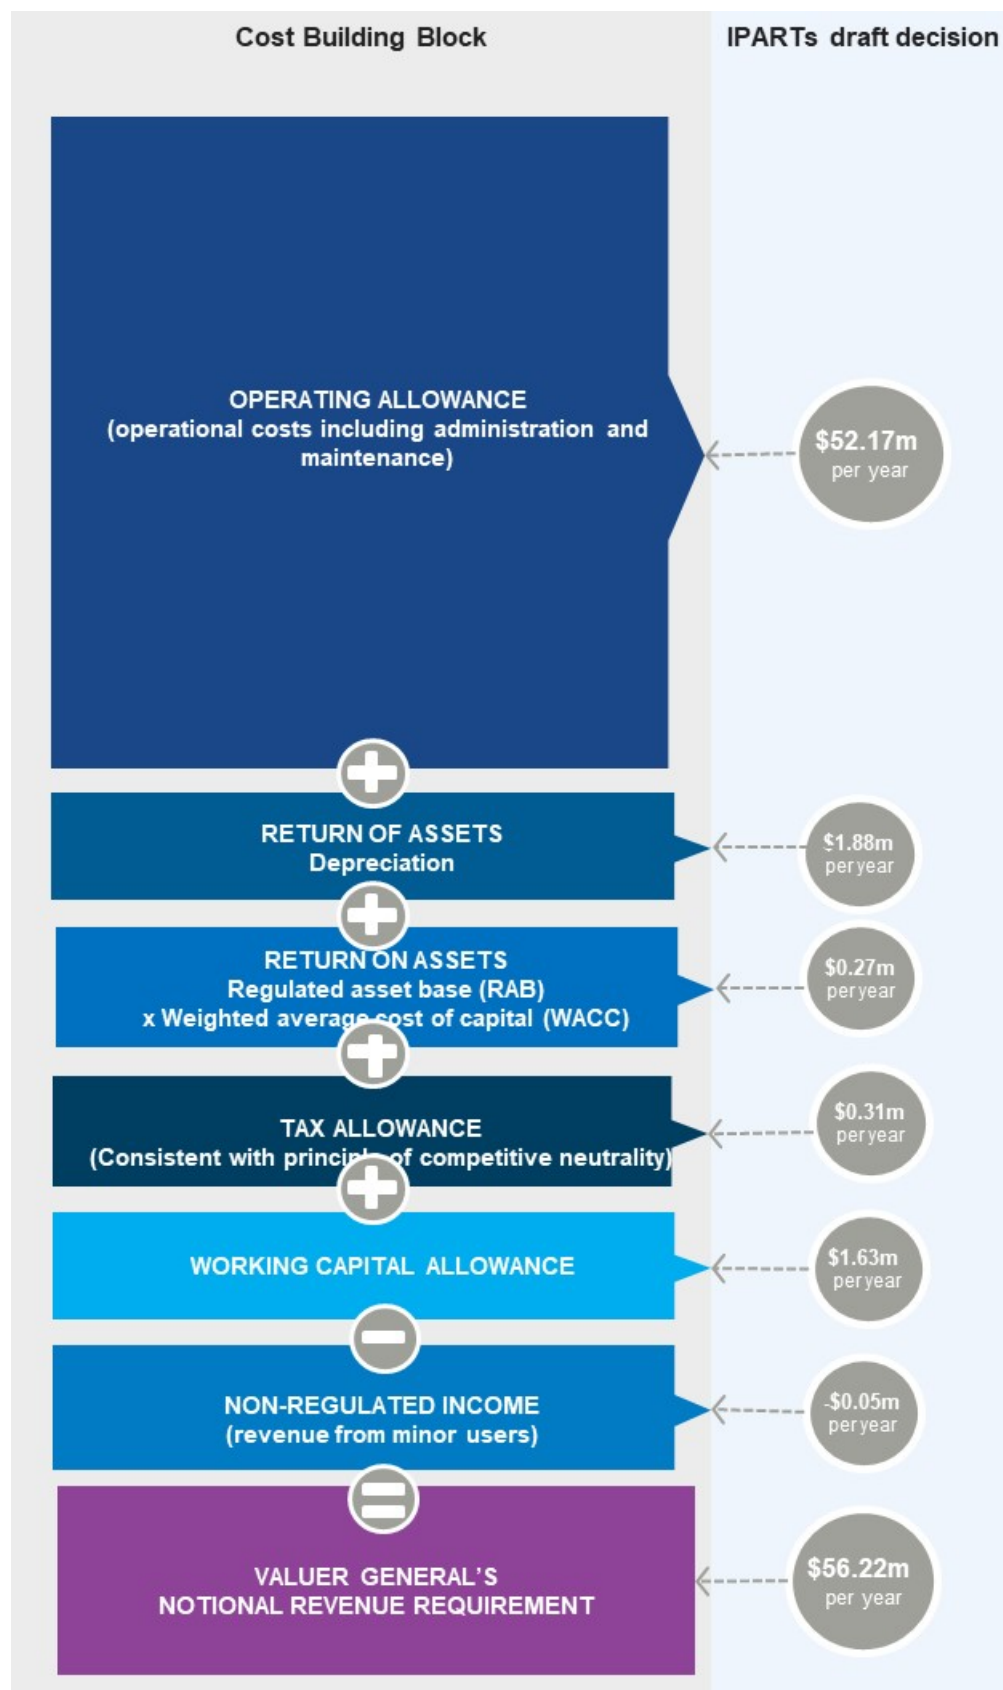 Cost Building Block
IPARTs draft decision
OPERATING ALLOWANCE
(operational costs including administration and
maintenance)
$52.17m
per year
RETURN OF ASSETS
Depreciation
$1.88m
per year
RETURN ON ASSETS
Regulated asset base (RAB)
x Weighted average cost of capital (WACC)
$0.27m
per year
TAX ALLOWANCE
(Consistent with principle of competitive neutrality)
$0.31m
per year
WORKING CAPITAL ALLOWANCE
$1.63m
per year
NON-REGULATED INCOME
(revenue from minor users)
-$0.05m
per year
VALUER GENERAL'S
NOTIONAL REVENUE REQUIREMENT
$56.22m
per year